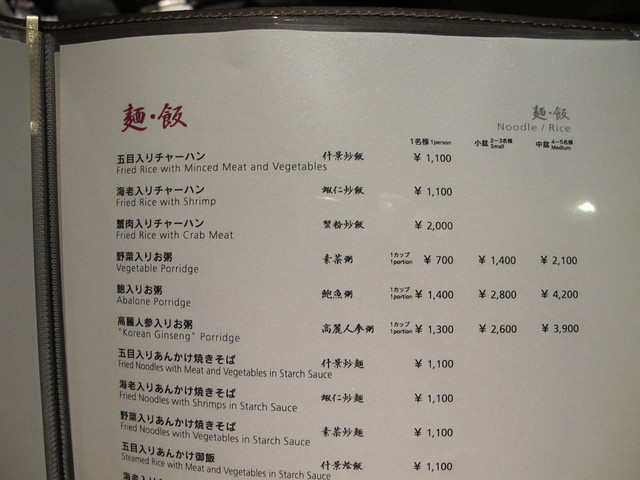 麺・飯
麺・飯
Noodle / Rice
1名様 1person 小盆 2〜3名様 Small 中盆 4〜5名様 Medium
五目入りチャーハン 什景炒飯 ¥ 1,100
Fried Rice with Minced Meat and Vegetables
海老入りチャーハン 蝦仁炒飯 ¥ 1,100
Fried Rice with Shrimp
蟹肉入りチャーハン 蟹粉炒飯 ¥ 2,000
Fried Rice with Crab Meat
野菜入りお粥 素菜粥 1カップ 1portion ¥ 700 ¥ 1,400 ¥ 2,100
Vegetable Porridge
鮑入りお粥 鮑魚粥 1カップ 1portion ¥ 1,400 ¥ 2,800 ¥ 4,200
Abalone Porridge
高麗人参入りお粥 高麗人参粥 1カップ 1portion ¥ 1,300 ¥ 2,600 ¥ 3,900
"Korean Ginseng" Porridge
五目入りあんかけ焼きそば 什景炒麺 ¥ 1,100
Fried Noodles with Meat and Vegetables in Starch Sauce
海老入りあんかけ焼きそば 蝦仁炒麺 ¥ 1,100
Fried Noodles with Shrimps in Starch Sauce
野菜入りあんかけ焼きそば 素菜炒麺 ¥ 1,100
Fried Noodles with Vegetables in Starch Sauce
五目入りあんかけ御飯 什景烩飯 ¥ 1,100
Steamed Rice with Meat and Vegetables in Starch Sauce